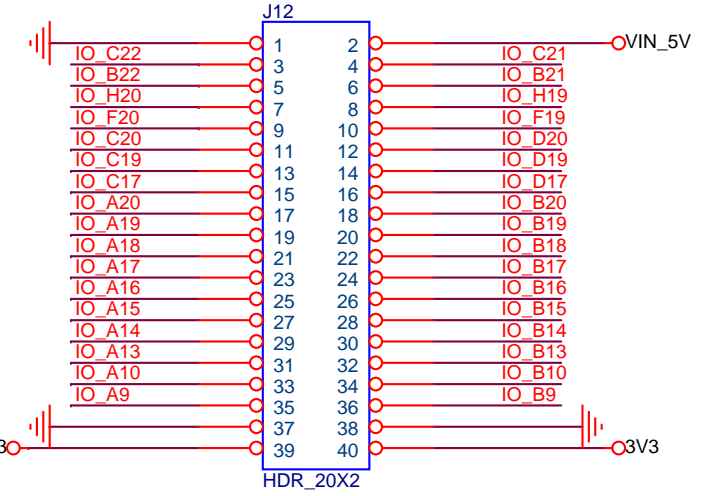 J12
1 2 VIN_5V
IO_C22 3 4 IO_C21
IO_B22 5 6 IO_B21
IO_H20 7 8 IO_H19
IO_F20 9 10 IO_F19
IO_C20 11 12 IO_D20
IO_C19 13 14 IO_D19
IO_C17 15 16 IO_D17
IO_A20 17 18 IO_B20
IO_A19 19 20 IO_B19
IO_A18 21 22 IO_B18
IO_A17 23 24 IO_B17
IO_A16 25 26 IO_B16
IO_A15 27 28 IO_B15
IO_A14 29 30 IO_B14
IO_A13 31 32 IO_B13
IO_A10 33 34 IO_B10
IO_A9 35 36 IO_B9
37 38
3 39 40 3V3
HDR_20X2